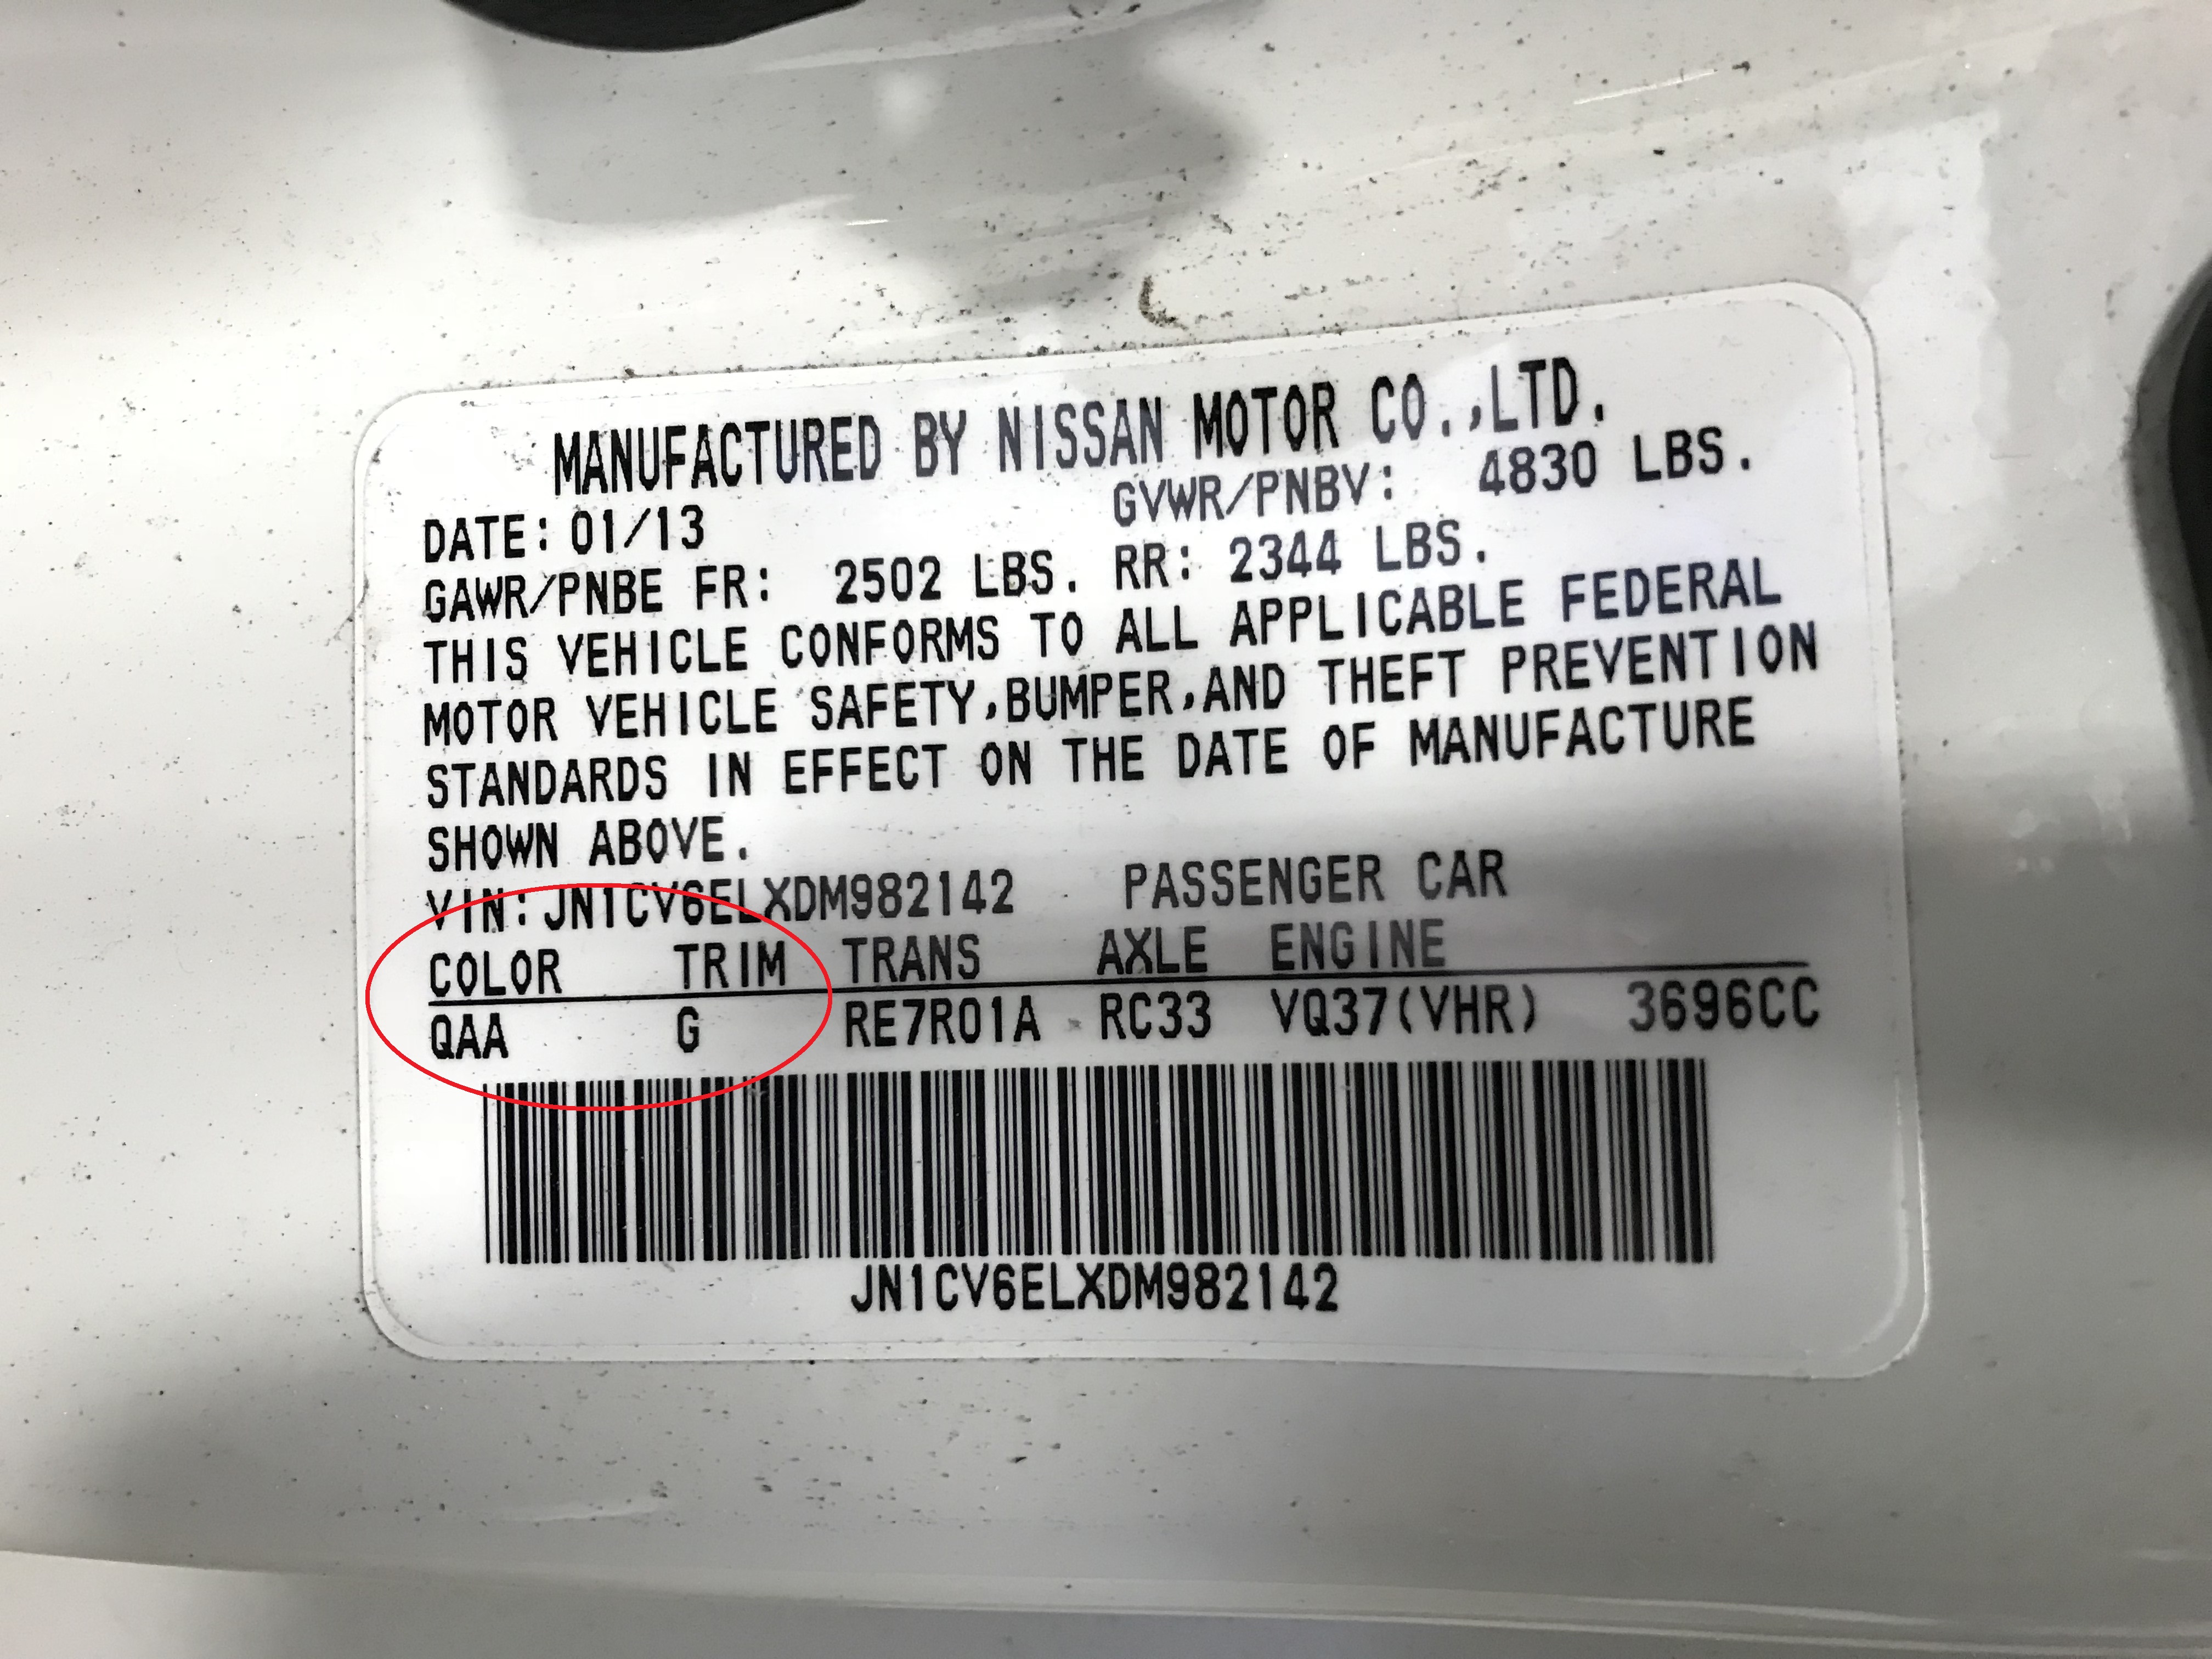 MANUFACTURED BY NISSAN MOTOR CO.,LTD.
DATE: 01/13 GVWR/PNBV: 4830 LBS.
GAWR/PNBE FR: 2502 LBS. RR: 2344 LBS.
THIS VEHICLE CONFORMS TO ALL APPLICABLE FEDERAL
MOTOR VEHICLE SAFETY,BUMPER,AND THEFT PREVENTION
STANDARDS IN EFFECT ON THE DATE OF MANUFACTURE
SHOWN ABOVE.
VIN:JN1CV6ELXDM982142 PASSENGER CAR
COLOR TRIM TRANS AXLE ENGINE
QAA G RE7R01A RC33 VQ37(VHR) 3696CC
JN1CV6ELXDM982142